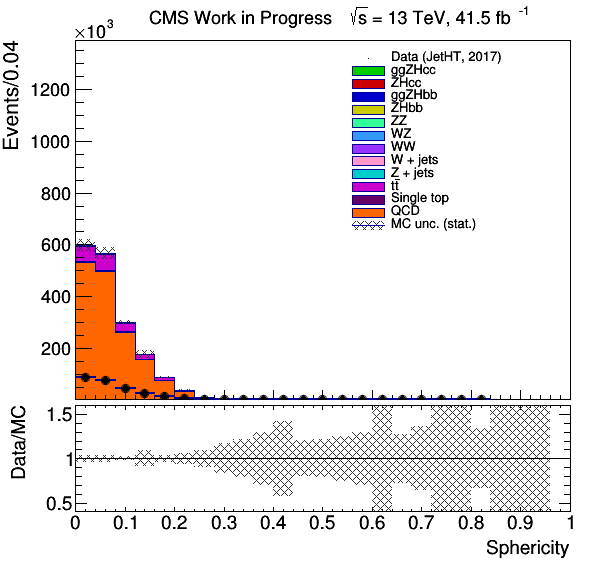 CMS Work in Progress √s = 13 TeV, 41.5 fb⁻¹
×10³
Events/0.04
1200
1000
800
600
400
200
Data (JetHT, 2017)
ggZHcc
ZHcc
ggZHbb
ZHbb
ZZ
WZ
WW
W + jets
Z + jets
tt̄
Single top
QCD
MC unc. (stat.)
Data/MC
1.5
1
0.5
0 0.1 0.2 0.3 0.4 0.5 0.6 0.7 0.8 0.9 1
Sphericity